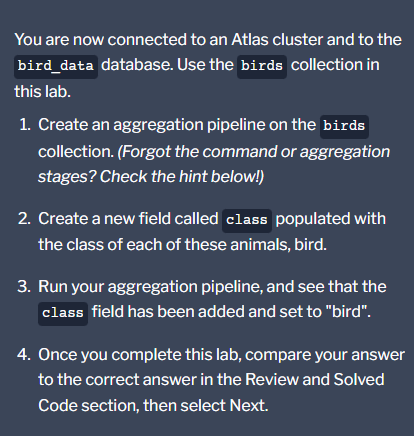 You are now connected to an Atlas cluster and to the
bird_data database. Use the birds collection in
this lab.
1. Create an aggregation pipeline on the birds
collection. (Forgot the command or aggregation
stages? Check the hint below!)
2. Create a new field called class populated with
the class of each of these animals, bird.
3. Run your aggregation pipeline, and see that the
class field has been added and set to "bird".
4. Once you complete this lab, compare your answer
to the correct answer in the Review and Solved
Code section, then select Next.